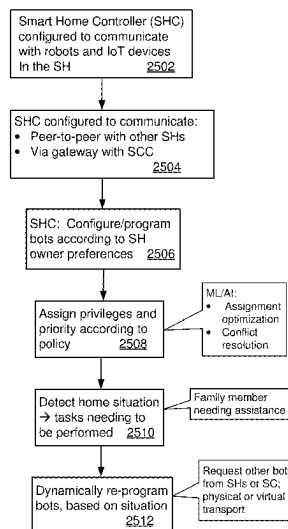 Smart Home Controller (SHC)
configured to communicate
with robots and IoT devices
In the SH
2502
SHC configured to communicate:
• Peer-to-peer with other SHs
• Via gateway with SCC
2504
SHC: Configure/program
bots according to SH
owner preferences 2506
Assign privileges and
priority according to
policy 2508
ML/AI:
• Assignment
optimization
• Conflict
resolution
Detect home situation
→ tasks needing to
be performed 2510
Family member
needing assistance
Dynamically re-program
bots, based on situation
2512
Request other bot
from SHs or SC;
physical or virtual
transport